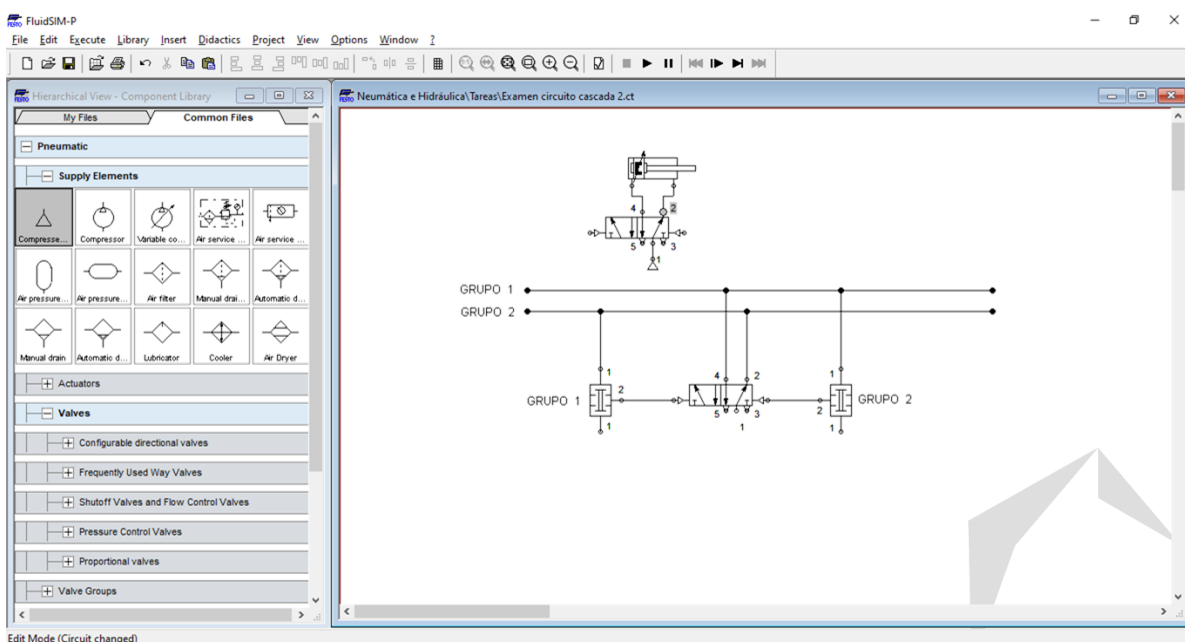 FluidSIM-P
File Edit Execute Library Insert Didactics Project View Options Window ?
FESTO Hierarchical View - Component Library
My Files Common Files
Pneumatic
Supply Elements
Compresse... Compressor Variable co... Air service ... Air service ...
Air pressure... Air pressure... Air filter Manual drai... Automatic d...
Manual drain Automatic d... Lubricator Cooler Air Dryer
Actuators
Valves
Configurable directional valves
Frequently Used Way Valves
Shutoff Valves and Flow Control Valves
Pressure Control Valves
Proportional valves
Valve Groups
FESTO Neumática e Hidráulica\Tareas\Examen circuito cascada 2.ct
4 2
5 3
1
GRUPO 1
GRUPO 2
1 4 2 1
GRUPO 1 2 5 3 2 GRUPO 2
1 1 1
Edit Mode (Circuit changed)